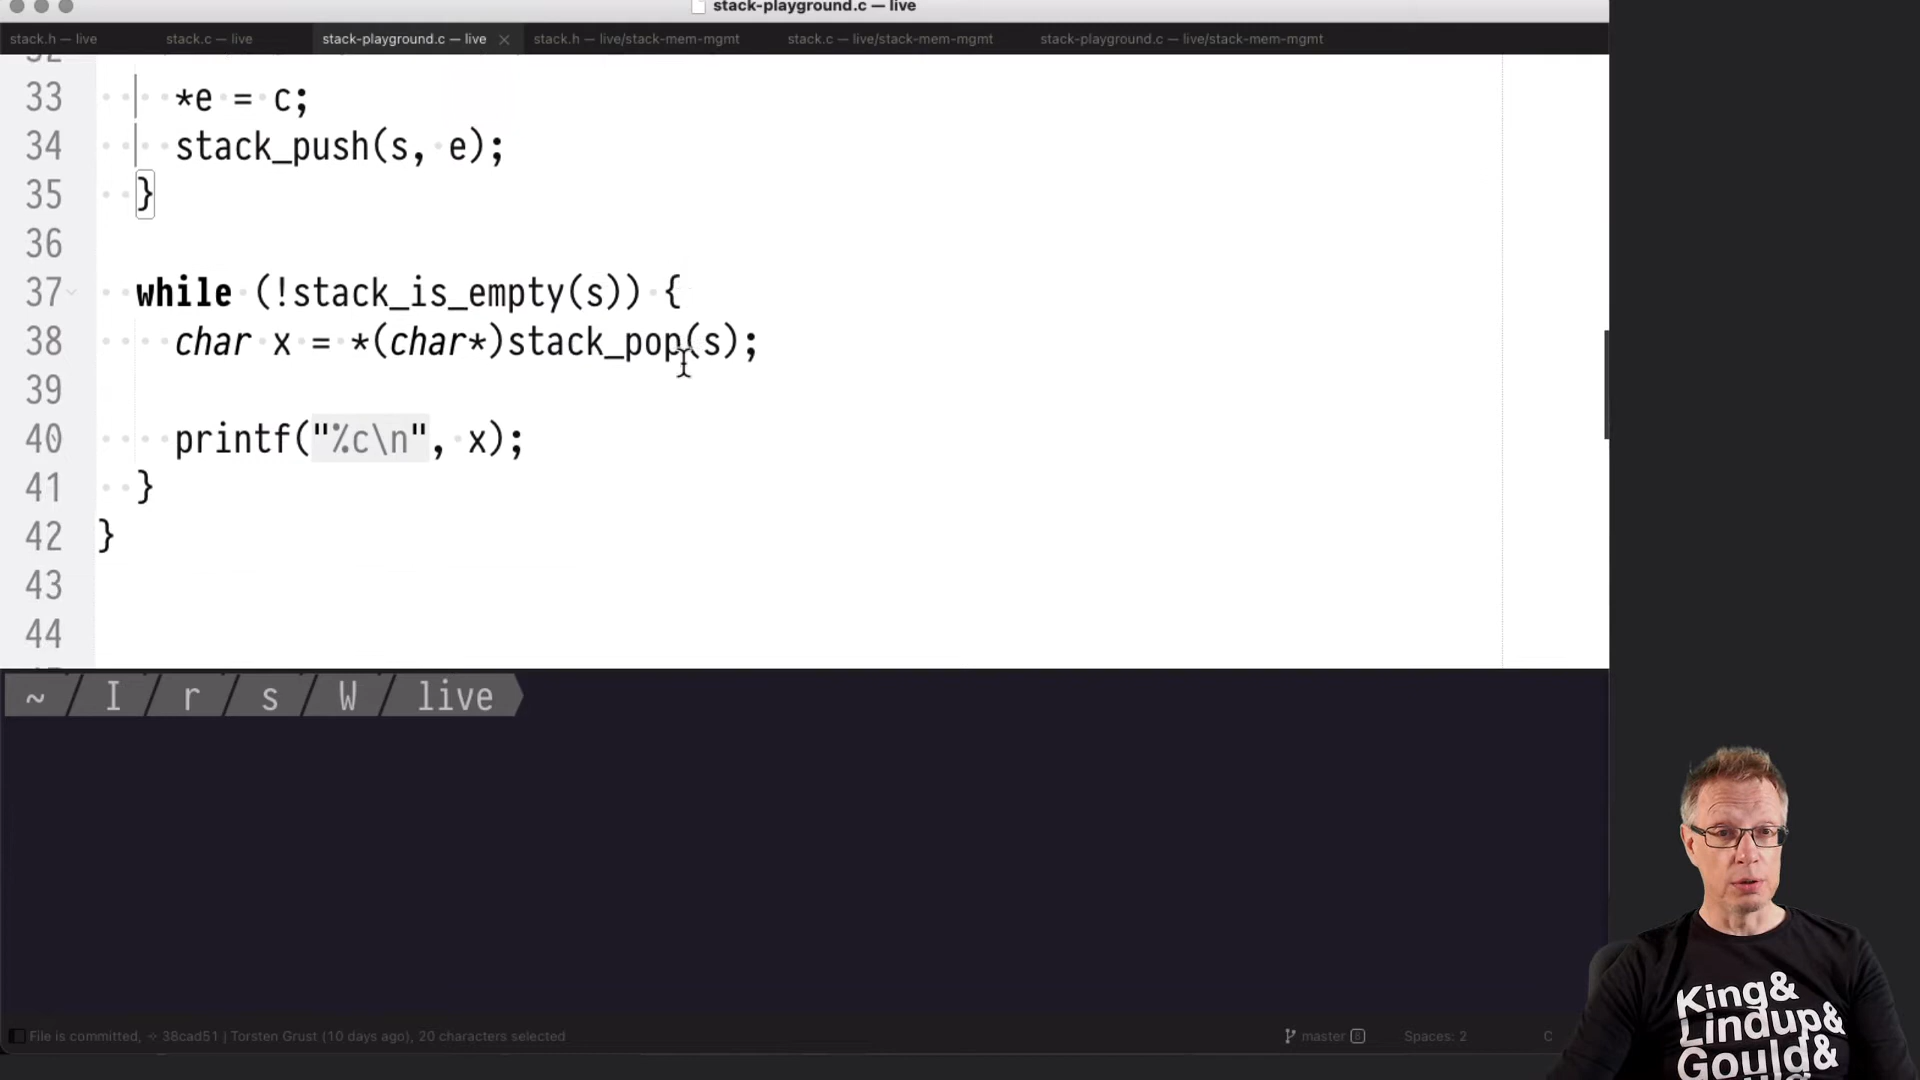 stack-playground.c — live
stack.h — live stack.c — live stack-playground.c — live stack.h — live/stack-mem-mgmt stack.c — live/stack-mem-mgmt stack-playground.c — live/stack-mem-mgmt
32
33 *e = c;
34 stack_push(s, e);
35 }
36
37 while (!stack_is_empty(s)) {
38 char x = *(char*)stack_pop(s);
39
40 printf("%c\n", x);
41 }
42 }
43
44
~ / I / r / s / W / live
File is committed, ✧ 38cad51 | Torsten Grust (10 days ago), 20 characters selected master 6 Spaces: 2 C
King&
Lindup&
Gould&